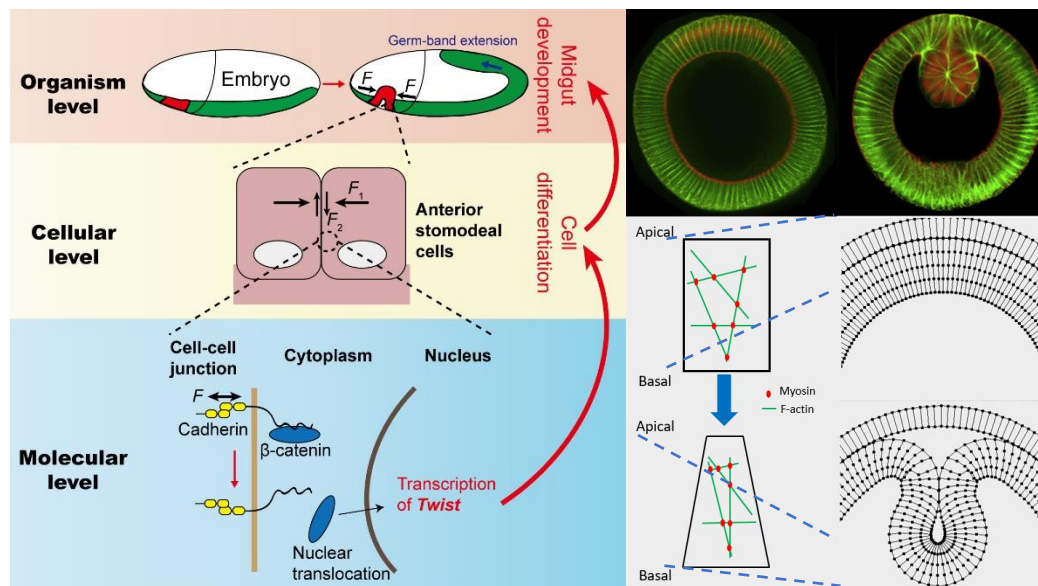 Organism
level
Embryo
Germ-band extension
F
F
Midgut
development
Cellular
level
F1
F2
Anterior
stomodeal
cells
Cell
differentiation
Molecular
level
Cell-cell
junction
Cytoplasm
Nucleus
F
Cadherin
β-catenin
Transcription
of Twist
Nuclear
translocation
Apical
Basal
Myosin
F-actin
Apical
Basal